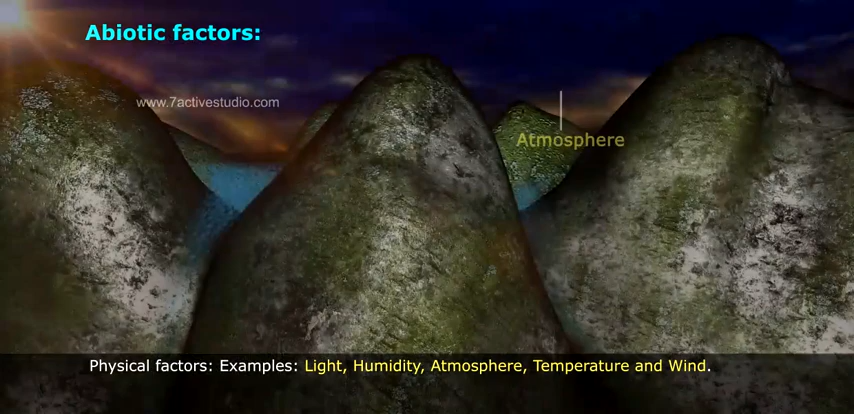 Abiotic factors:
www.7activestudio.com
Atmosphere
Physical factors: Examples: Light, Humidity, Atmosphere, Temperature and Wind.